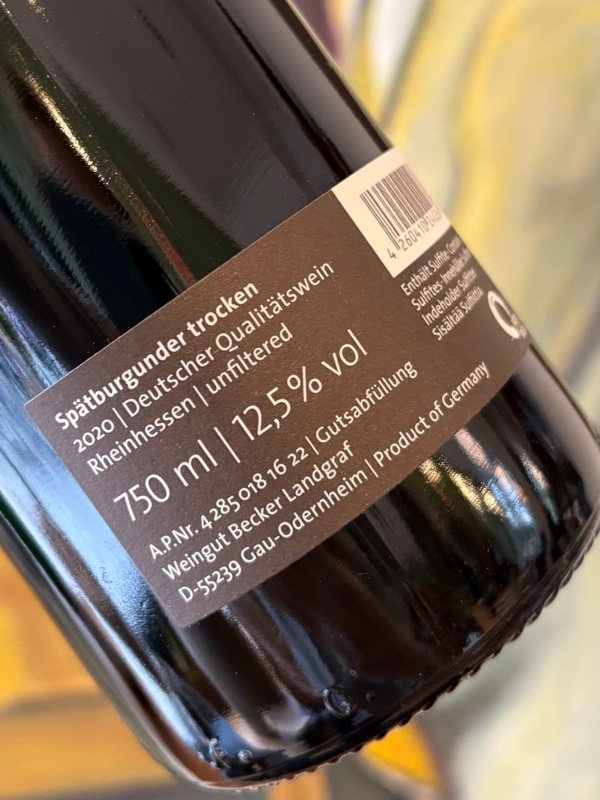 Spätburgunder trocken
2020 | Deutscher Qualitätswein
Rheinhessen | unfiltered
750 ml | 12,5% vol
A.P.Nr. 4 285 018 16 22 | Gutsabfüllung
Weingut Becker Landgraf
D-55239 Gau-Odernheim | Product of Germany
Enthält Sulfite
Sulfites
Indeholder Sulfitter
Sisältää Sulfiitteja